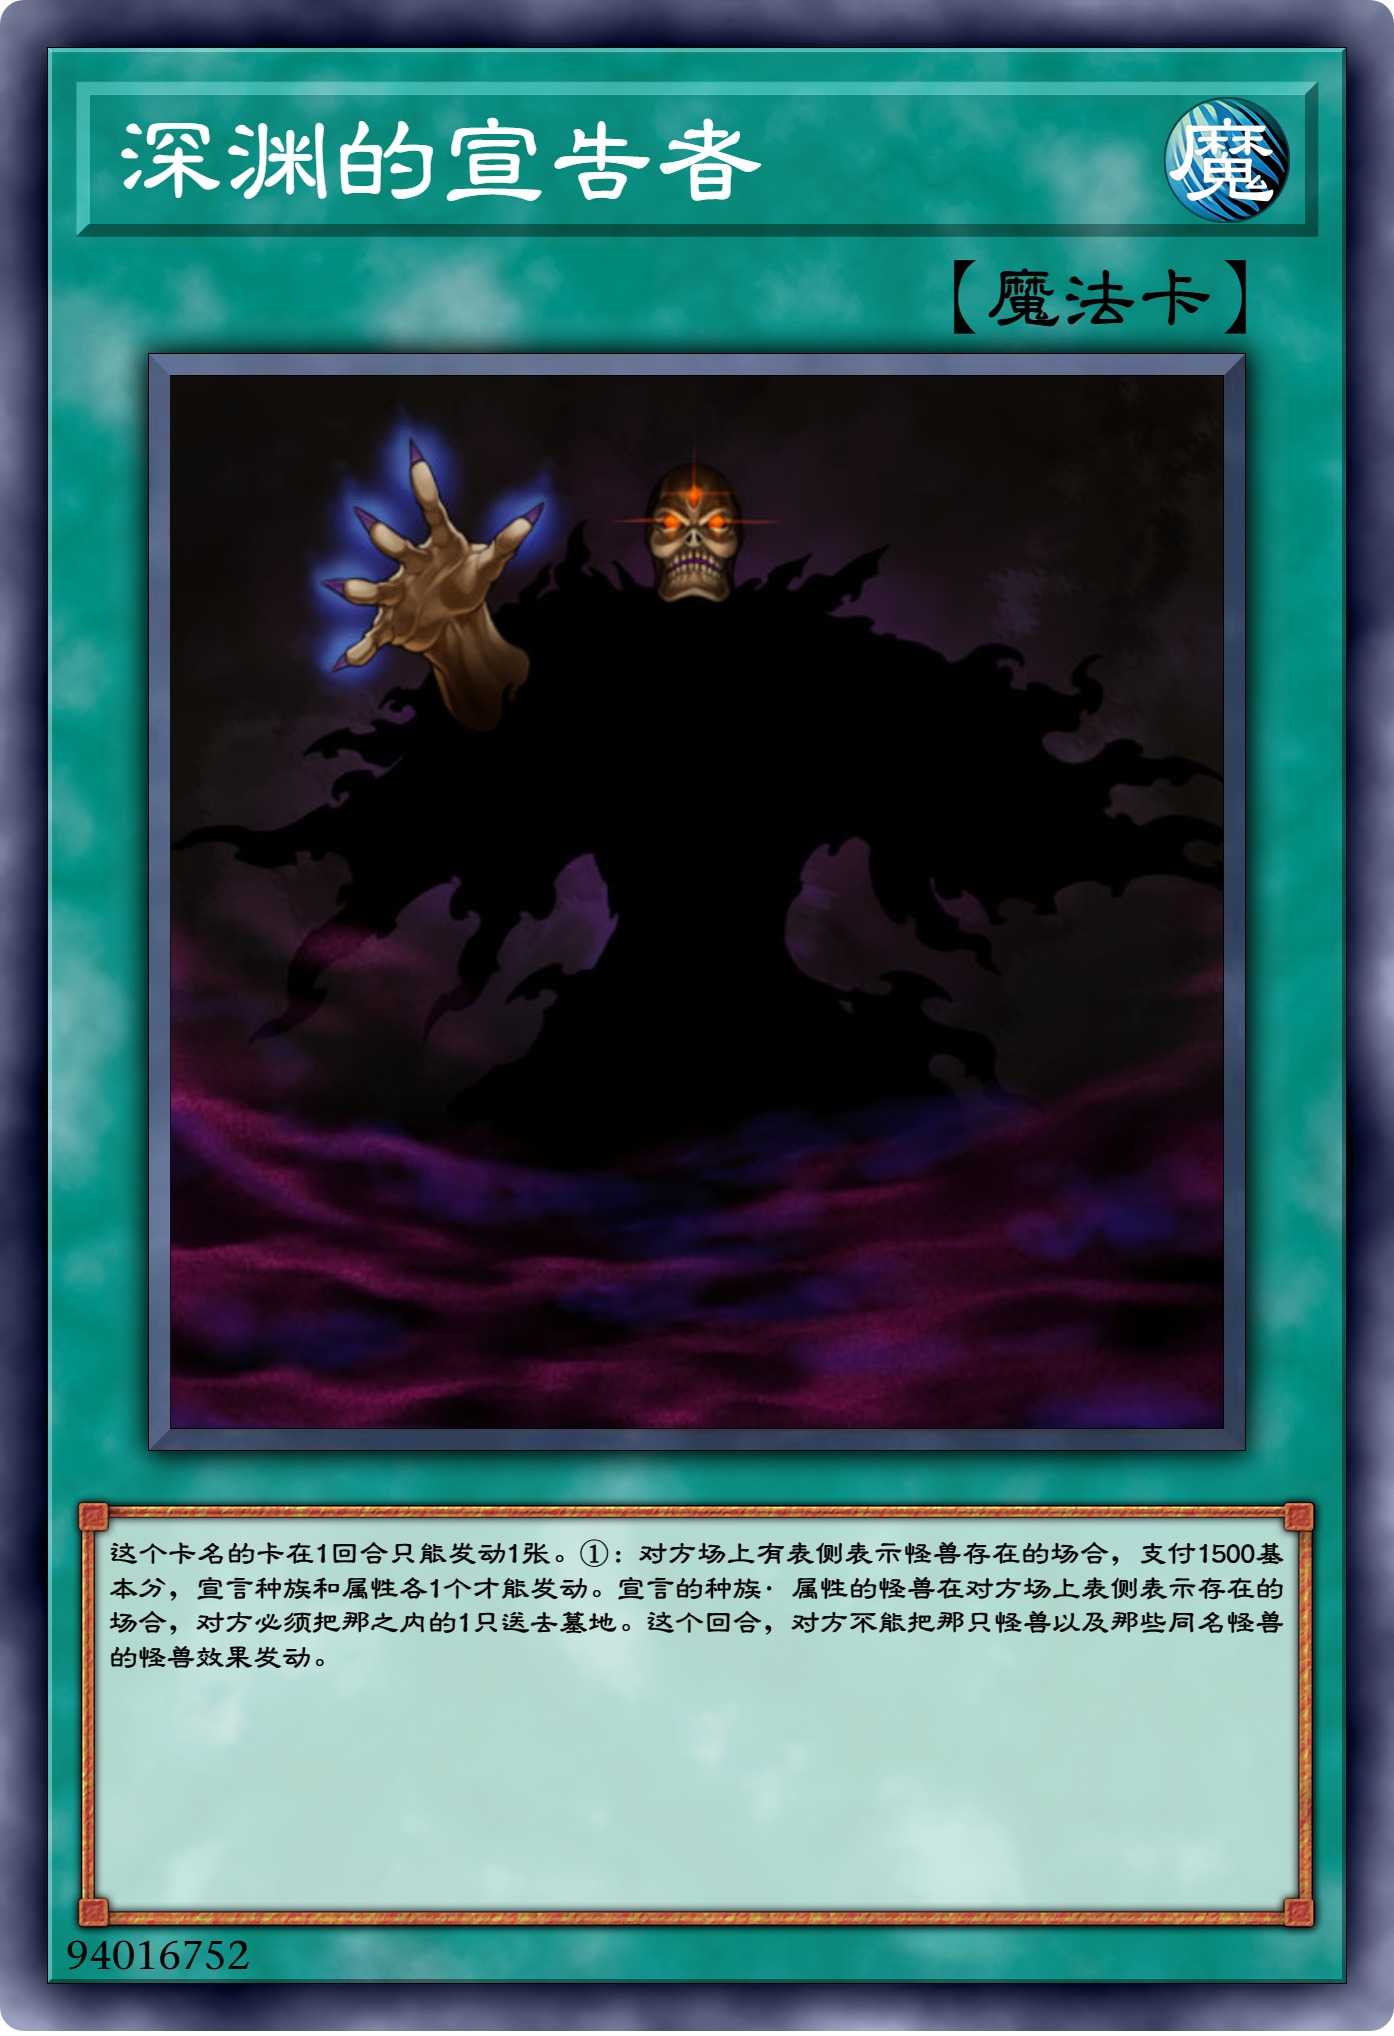 深渊的宣告者
魔
【魔法卡】
这个卡名的卡在1回合只能发动1张。①：对方场上有表侧表示怪兽存在的场合，支付1500基
本分，宣言种族和属性各1个才能发动。宣言的种族·属性的怪兽在对方场上表侧表示存在的
场合，对方必须把那之内的1只送去墓地。这个回合，对方不能把那只怪兽以及那些同名怪兽
的怪兽效果发动。
94016752